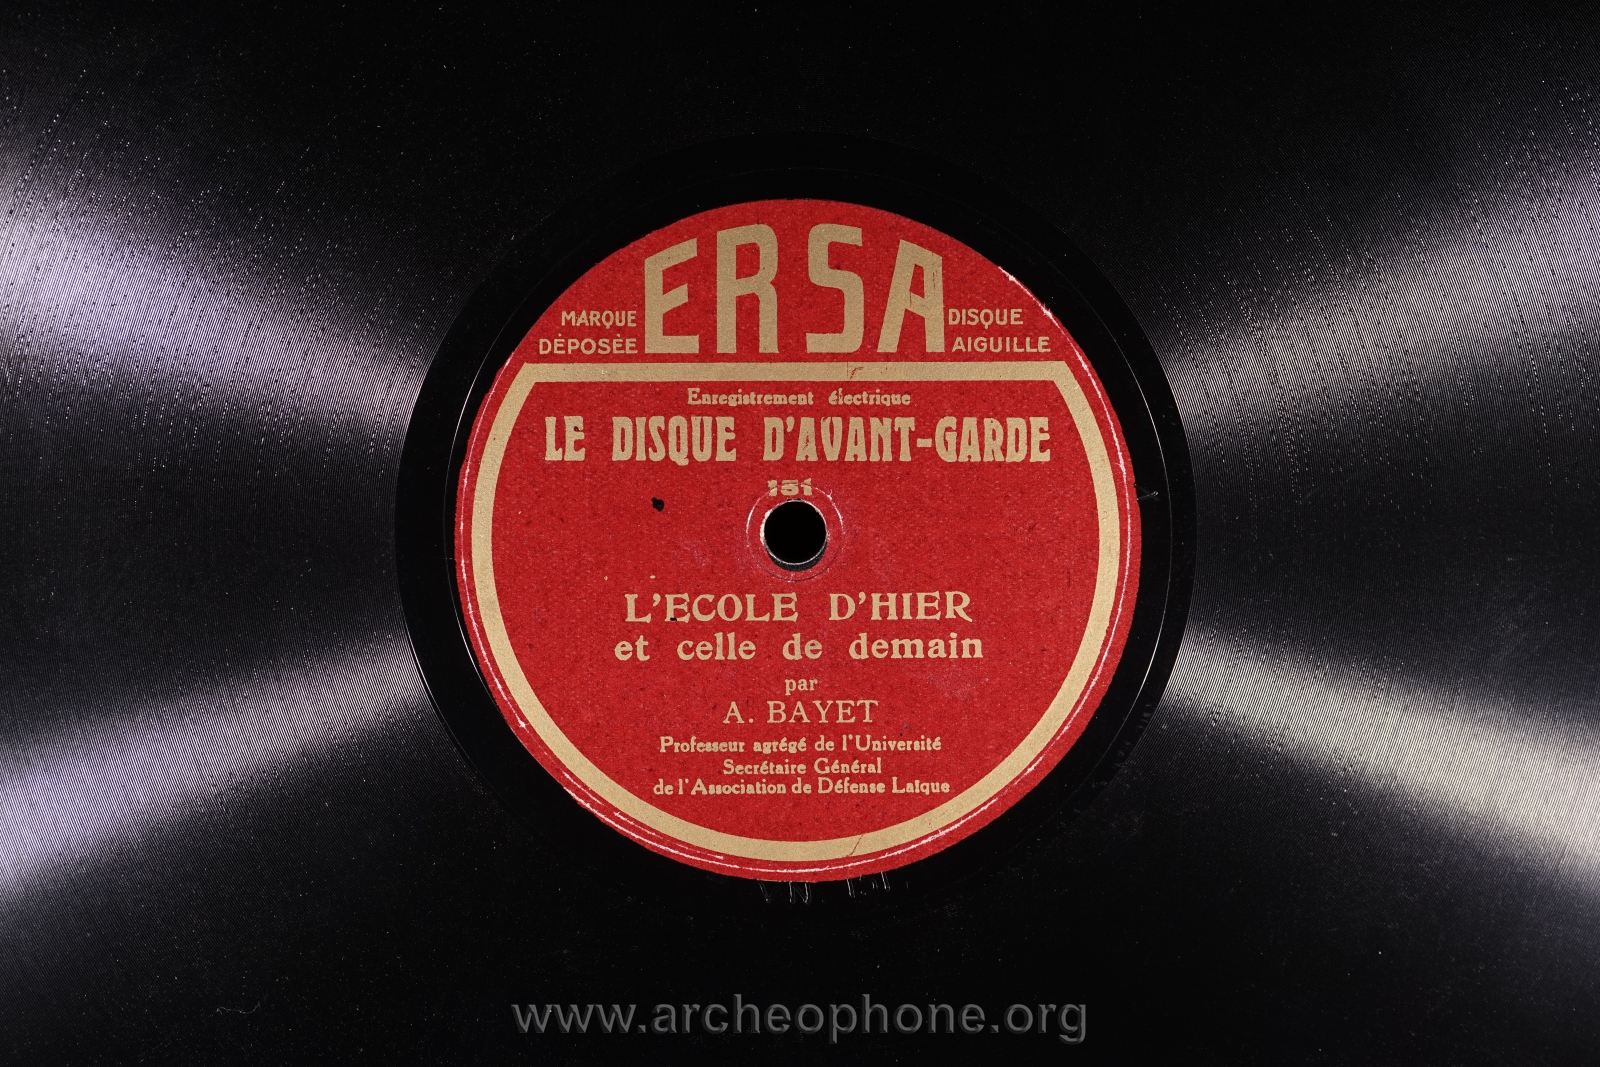 ERSA
MARQUE DÉPOSÉE
DISQUE AIGUILLE
Enregistrement électrique
LE DISQUE D'AVANT-GARDE
151
L'ECOLE D'HIER
et celle de demain
par
A. BAYET
Professeur agrégé de l'Université
Secrétaire Général
de l'Association de Défense Laïque
www.archeophone.org